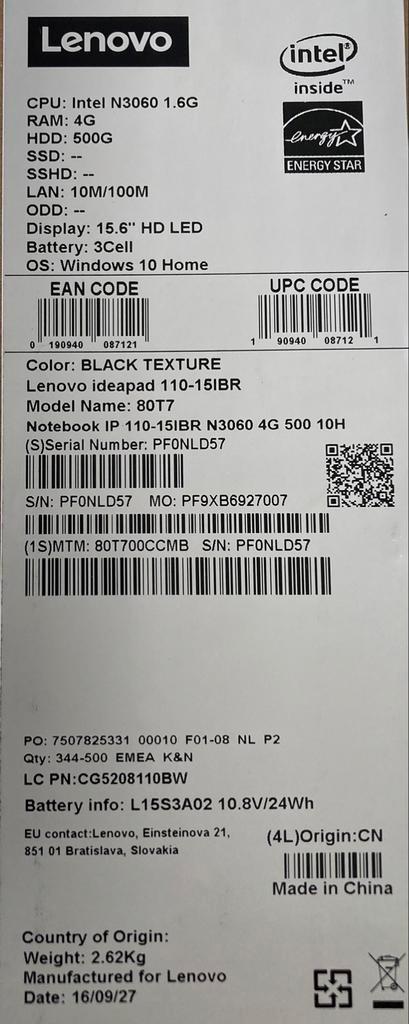 Lenovo
intel®
inside™
energy
ENERGY STAR
CPU: Intel N3060 1.6G
RAM: 4G
HDD: 500G
SSD: --
SSHD: --
LAN: 10M/100M
ODD: --
Display: 15.6" HD LED
Battery: 3Cell
OS: Windows 10 Home
EAN CODE
0 190940 087121
UPC CODE
1 90940 08712 1
Color: BLACK TEXTURE
Lenovo ideapad 110-15IBR
Model Name: 80T7
Notebook IP 110-15IBR N3060 4G 500 10H
(S)Serial Number: PF0NLD57
S/N: PF0NLD57 MO: PF9XB6927007
(1S)MTM: 80T700CCMB S/N: PF0NLD57
PO: 7507825331 00010 F01-08 NL P2
Qty: 344-500 EMEA K&N
LC PN:CG5208110BW
Battery info: L15S3A02 10.8V/24Wh
EU contact:Lenovo, Einsteinova 21,
851 01 Bratislava, Slovakia
(4L)Origin:CN
Made in China
Country of Origin:
Weight: 2.62Kg
Manufactured for Lenovo
Date: 16/09/27